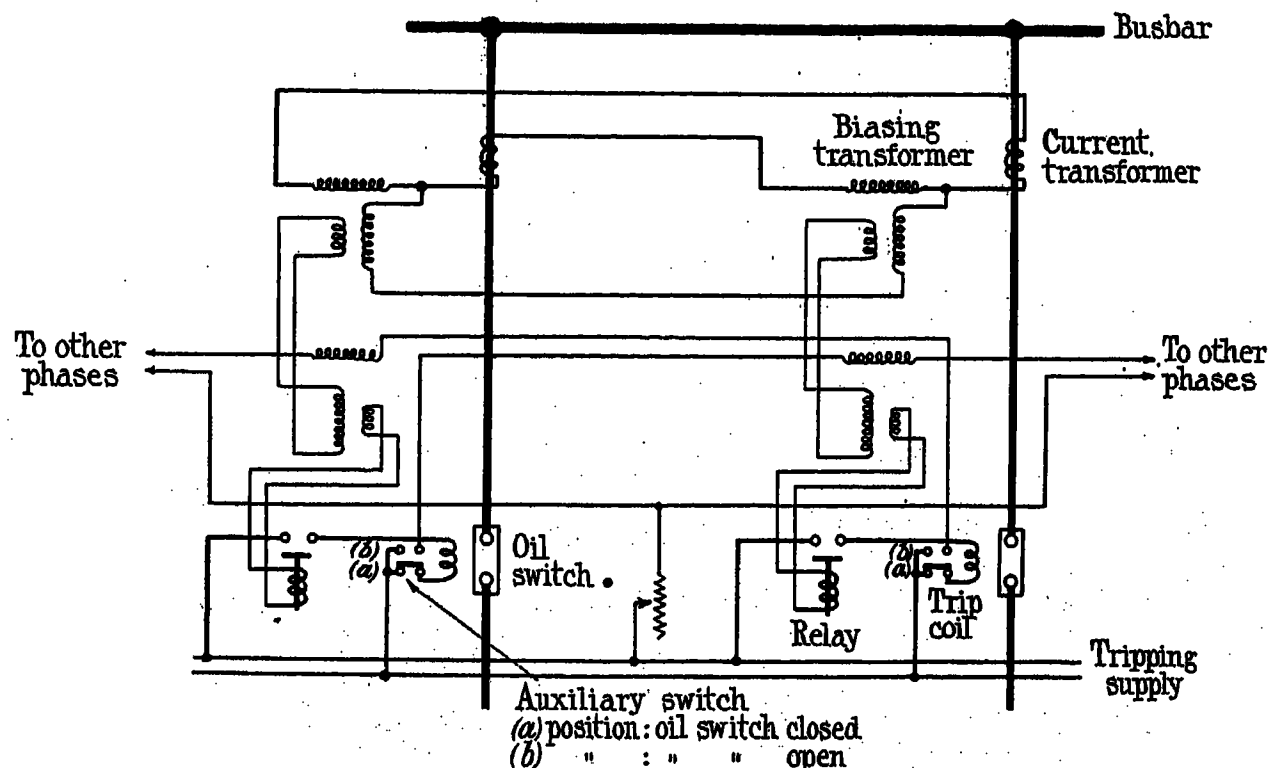 Busbar
Biasing
transformer
Current
transformer
To other
phases
To other
phases
(b)
(a)
Oil
switch
(b)
(a)
Trip
coil
Relay
Tripping
supply
Auxiliary switch
(a) position : oil switch closed
(b) " : " " open